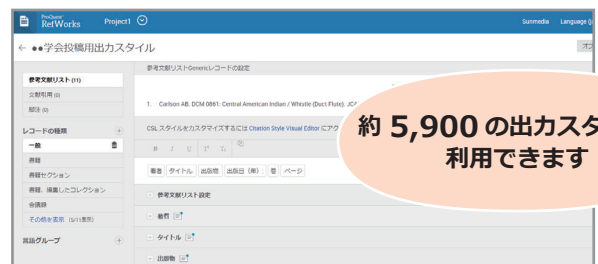 ProQuest
RefWorks Project1 Sunmedia Language
← ●●学会投稿用出力スタイル
参考文献リストGenericレコードの設定
参考文献リスト (11)
文献引用 (0)
脚注 (0)
1. Carlson AB. DCM 0861: Central American Indian / Whistle (Duct Flute).
CSL スタイルをカスタマイズするには Citation Style Visual Editor にアク
約 5,900 の出力スタ
利用できます
レコードの種類
一般
書籍
書籍セクション
書籍、編集したコレクション
会議録
その他を表示 (5/11表示)
言語グループ
B I U
著者 タイトル 出版物 出版日 (年), 巻 ページ
参考文献リスト設定
著者
タイトル
出版物